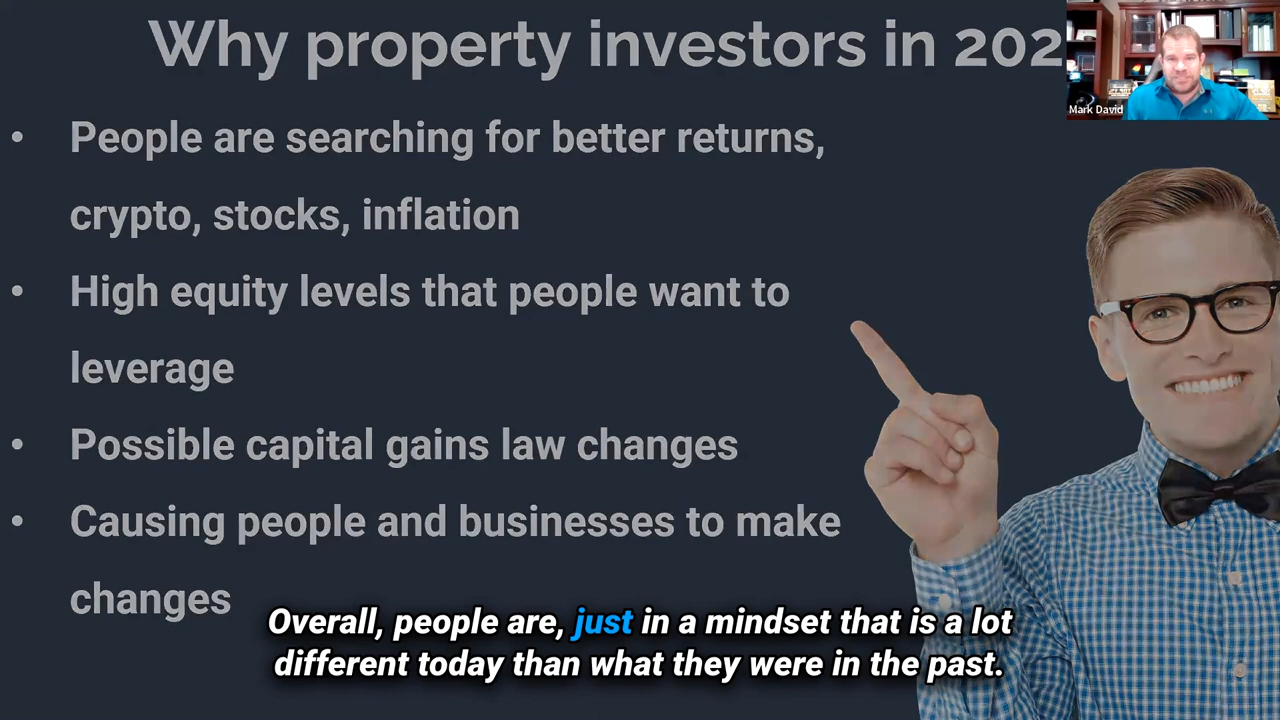 Why property investors in 202
Mark David
• People are searching for better returns,
crypto, stocks, inflation
• High equity levels that people want to
leverage
• Possible capital gains law changes
• Causing people and businesses to make
changes
Overall, people are, just in a mindset that is a lot
different today than what they were in the past.